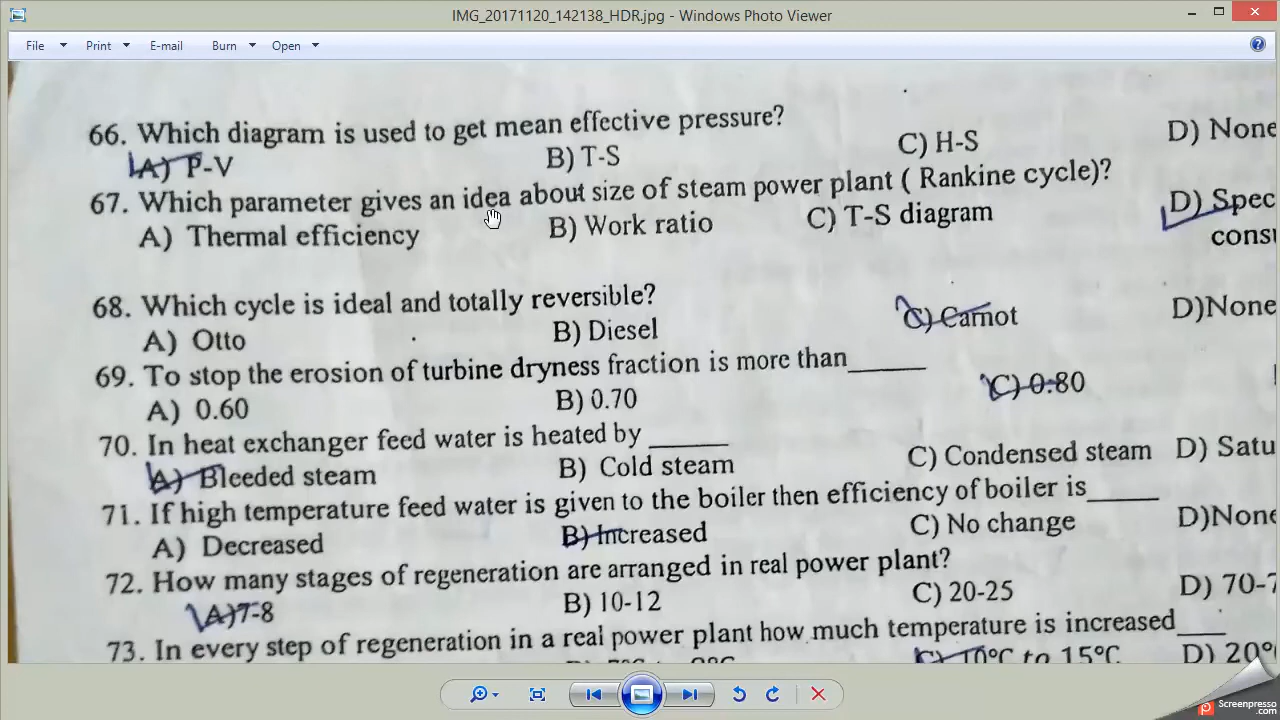 IMG_20171120_142138_HDR.jpg - Windows Photo Viewer
File Print E-mail Burn Open
66. Which diagram is used to get mean effective pressure?
A) P-V B) T-S C) H-S D) None
67. Which parameter gives an idea about size of steam power plant ( Rankine cycle)?
A) Thermal efficiency B) Work ratio C) T-S diagram D) Spec
cons
68. Which cycle is ideal and totally reversible?
A) Otto B) Diesel C) Carnot D)None
69. To stop the erosion of turbine dryness fraction is more than______
A) 0.60 B) 0.70 C) 0.80
70. In heat exchanger feed water is heated by ______
A) Bleeded steam B) Cold steam C) Condensed steam D) Satu
71. If high temperature feed water is given to the boiler then efficiency of boiler is______
A) Decreased B) Increased C) No change D)None
72. How many stages of regeneration are arranged in real power plant?
A)7-8 B) 10-12 C) 20-25 D) 70-7
73. In every step of regeneration in a real power plant how much temperature is increased____
C) 10°C to 15°C D) 20°
Screenpresso
.com